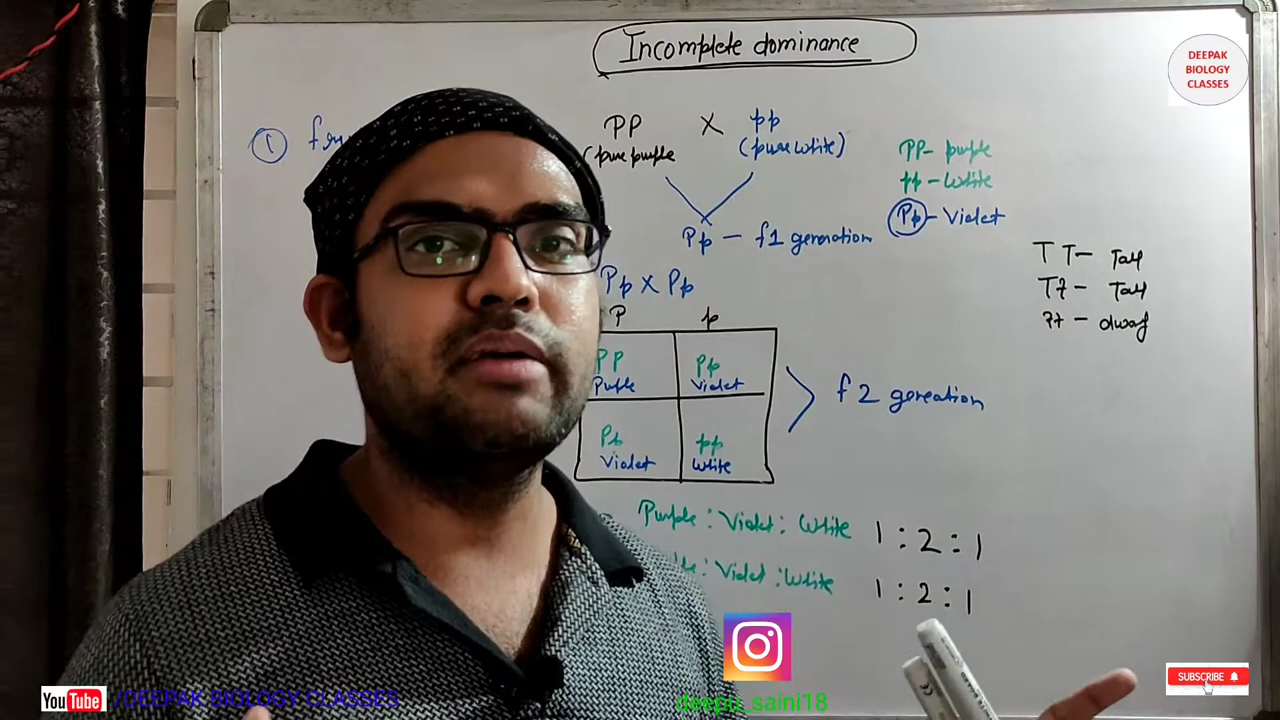 Incomplete dominance
DEEPAK
BIOLOGY
CLASSES
①
PP X pp
(pure purple (pure white)
Pp - f1 generation
PP - purple
pp - White
Pp - Violet
TT - Tall
Tt - Tall
tt - dwarf
Pp X Pp
P p
PP Pp
Purple Violet
Pp pp
Violet White
f2 genreation
Purple : Violet : White 1 : 2 : 1
: Violet : White 1 : 2 : 1
YouTube /DEEPAK BIOLOGY CLASSES
deepu_saini18
SUBSCRIBE